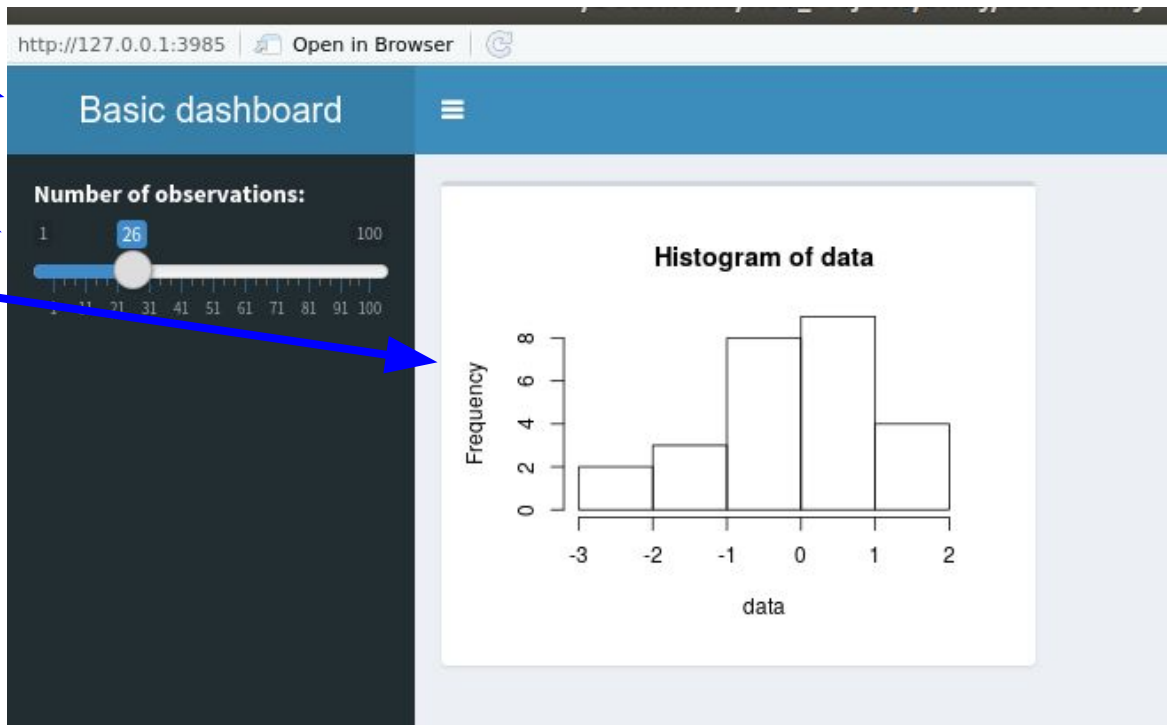 http://127.0.0.1:3985 Open in Browser
Basic dashboard
Number of observations:
1 26 100
11 21 31 41 51 61 71 81 91 100
Histogram of data
Frequency
8
6
4
2
0
-3 -2 -1 0 1 2
data